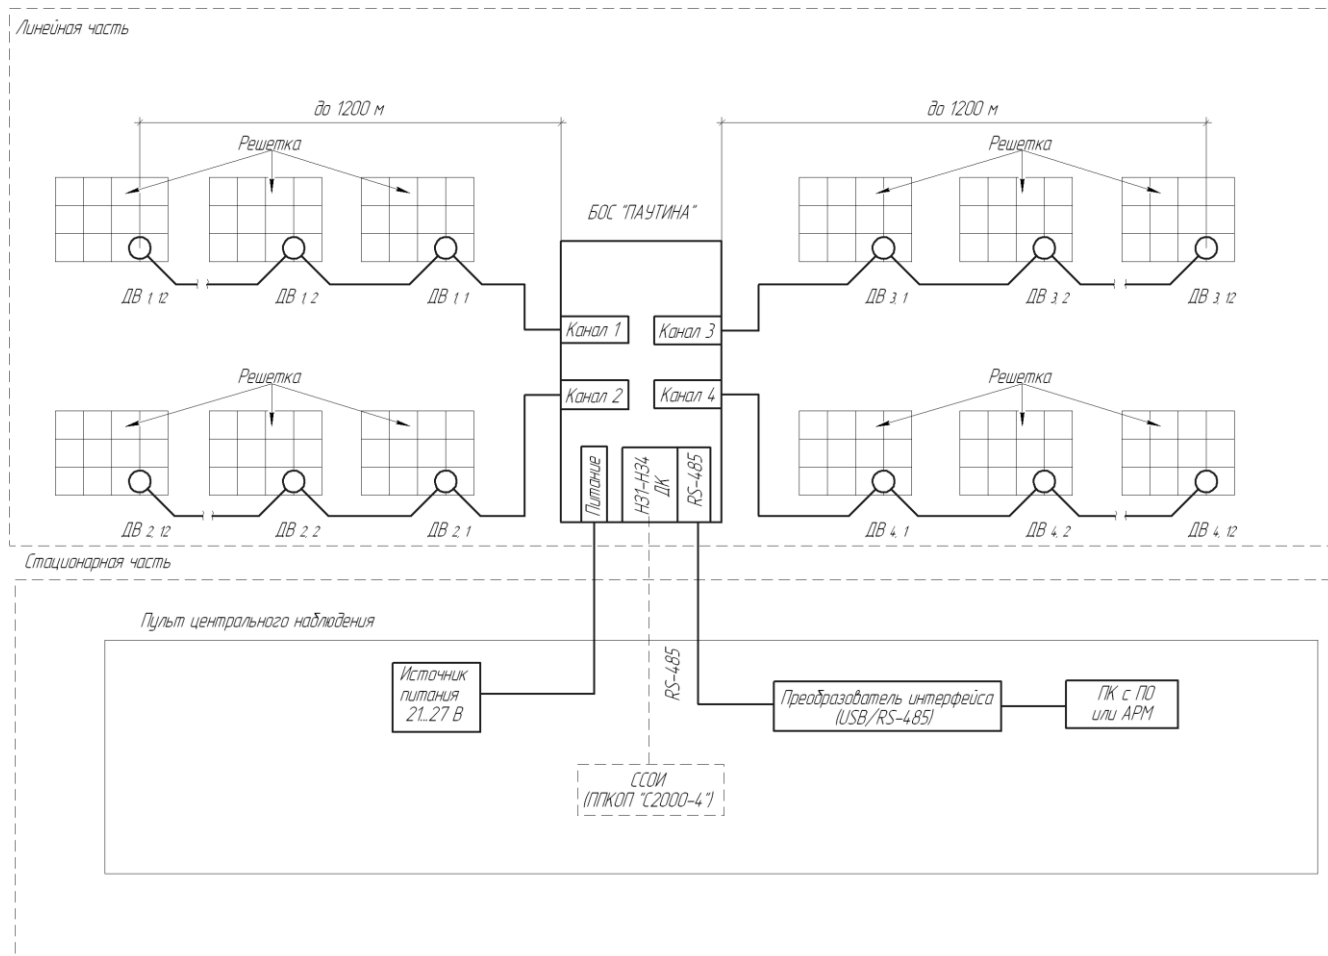 Линейная часть
до 1200 м
до 1200 м
Решетка
Решетка
БОС "ПАУТИНА"
ДВ 1, 12
ДВ 1, 2
ДВ 1, 1
ДВ 3, 1
ДВ 3, 2
ДВ 3, 12
Канал 1
Канал 3
Решетка
Решетка
Канал 2
Канал 4
Питание
НЗ1-НЗ4
ДК
RS-485
ДВ 2, 12
ДВ 2, 2
ДВ 2, 1
ДВ 4, 1
ДВ 4, 2
ДВ 4, 12
Стационарная часть
Пульт центрального наблюдения
Источник
питания
21...27 В
RS-485
Преобразователь интерфейса
(USB/RS-485)
ПК с ПО
или АРМ
ССОИ
(ППКОП "С2000-4")